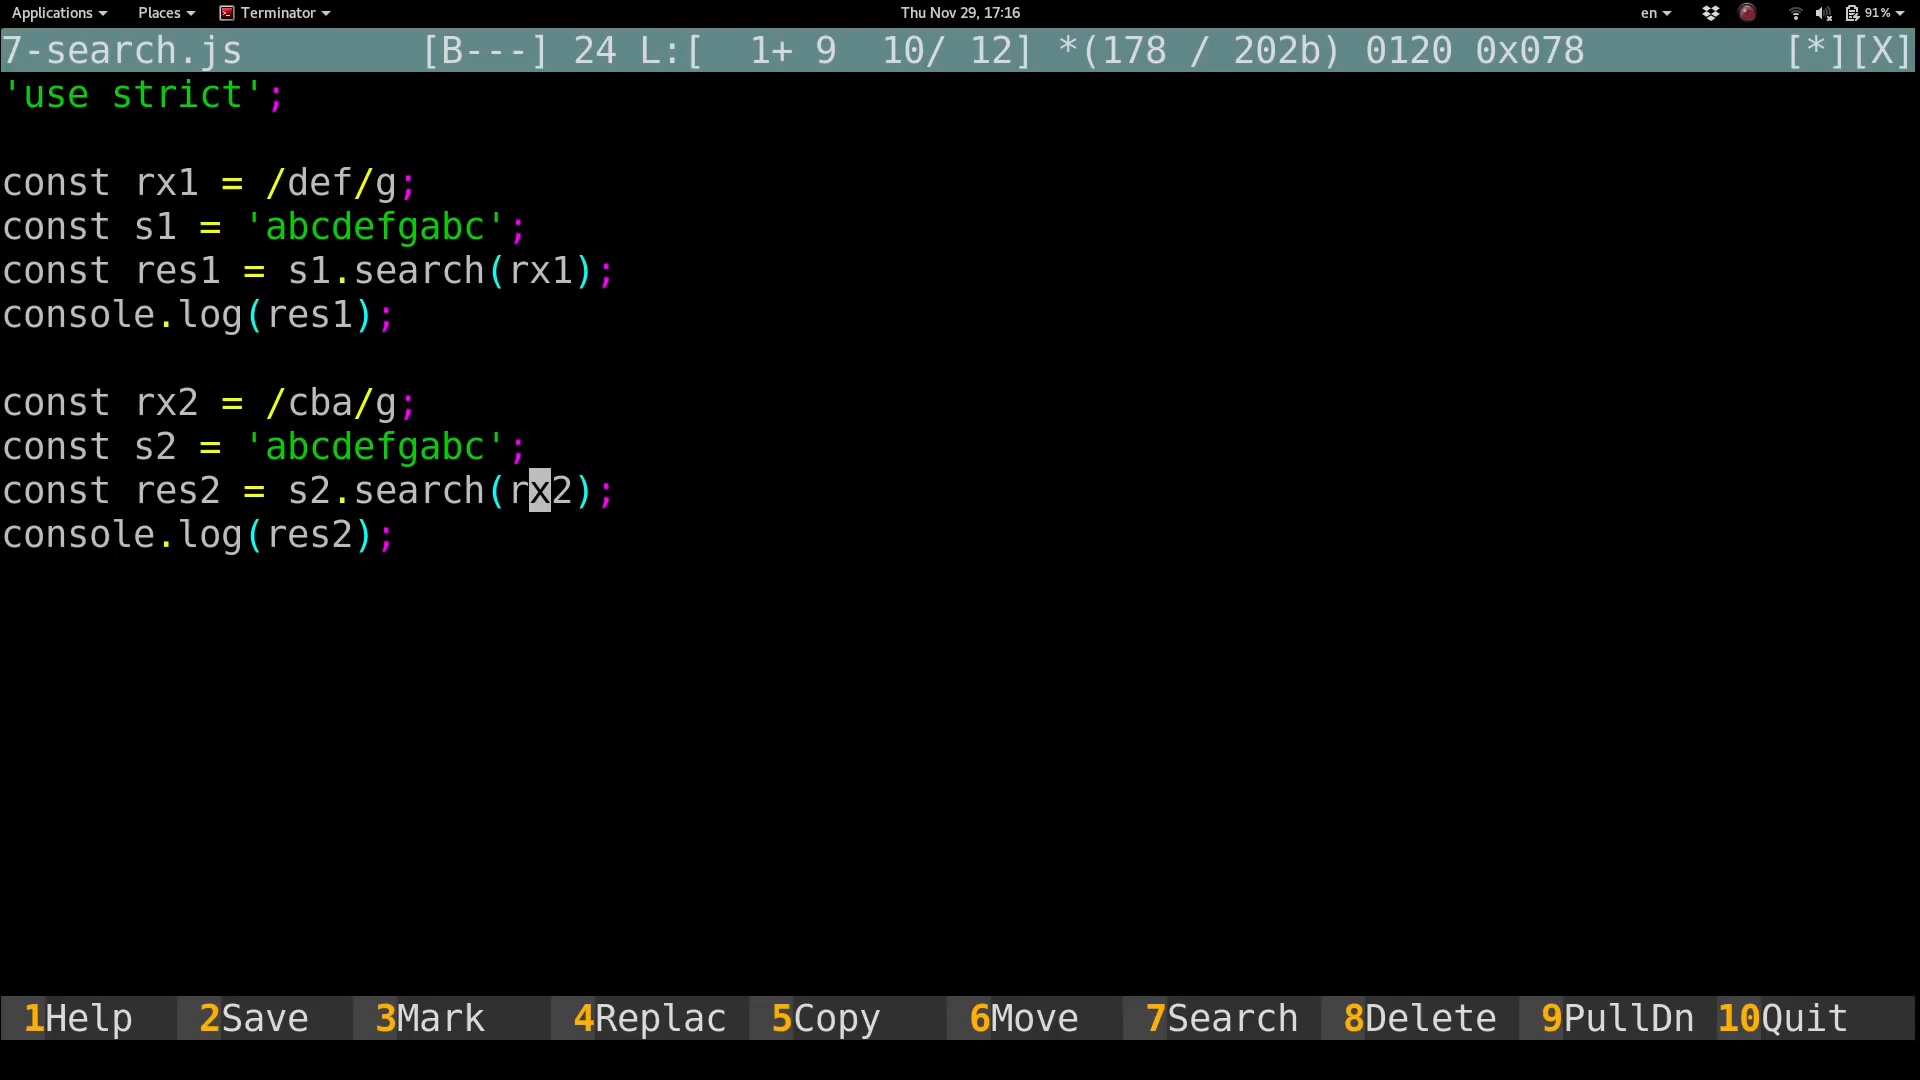 Applications Places Terminator Thu Nov 29, 17:16 en 91%
7-search.js [B---] 24 L:[ 1+ 9 10/ 12] *(178 / 202b) 0120 0x078 [*][X]
'use strict';
const rx1 = /def/g;
const s1 = 'abcdefgabc';
const res1 = s1.search(rx1);
console.log(res1);
const rx2 = /cba/g;
const s2 = 'abcdefgabc';
const res2 = s2.search(rx2);
console.log(res2);
1Help 2Save 3Mark 4Replac 5Copy 6Move 7Search 8Delete 9PullDn 10Quit